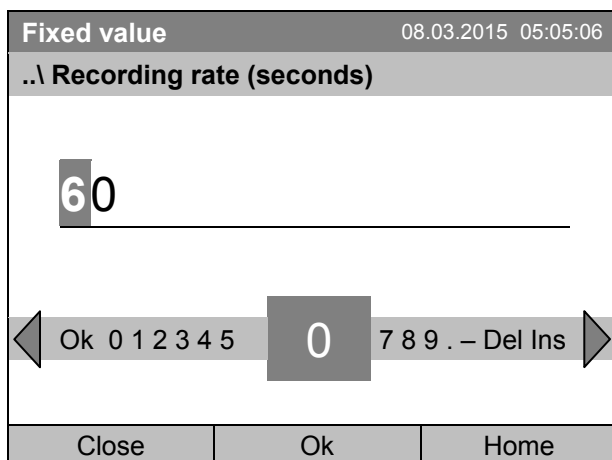 Fixed value 08.03.2015 05:05:06
..\ Recording rate (seconds)
60
Ok 0 1 2 3 4 5 0 7 8 9 . – Del Ins
Close Ok Home